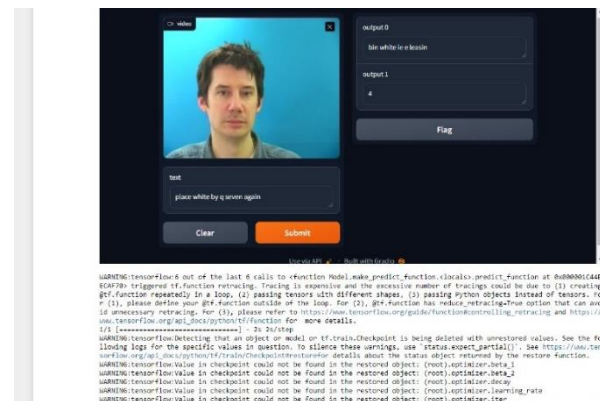 video
output 0
bin white ie e leasin
output 1
4
Flag
text
place white by q seven again
Clear
Submit
Use via API · Built with Gradio
WARNING:tensorflow:6 out of the last 6 calls to <function Model.make_predict_function.<locals>.predict_function at
triggered tf.function retracing. Tracing is expensive and the excessive number of tracings could be due to (1) creating
@tf.function repeatedly in a loop, (2) passing tensors with different shapes, (3) passing Python objects instead of tensors.
(1), please define your @tf.function outside of the loop. For (2), @tf.function has reduce_retracing=True option that can
unnecessary retracing. For (3), please refer to https://www.tensorflow.org/guide/function#controlling_retracing and
www.tensorflow.org/api_docs/python/tf/function for more details.
1/1 [==============================] - 2s 2s/step
WARNING:tensorflow:Detecting that an object or model or tf.train.Checkpoint is being deleted with unrestored values. See the
llowing logs for the specific values in question. To silence these warnings, use `status.expect_partial()`. See
sorflow.org/api_docs/python/tf/train/Checkpoint#restorefor details about the status object returned by the restore function.
WARNING:tensorflow:Value in checkpoint could not be found in the restored object: (root).optimizer.beta_1
WARNING:tensorflow:Value in checkpoint could not be found in the restored object: (root).optimizer.beta_2
WARNING:tensorflow:Value in checkpoint could not be found in the restored object: (root).optimizer.decay
WARNING:tensorflow:Value in checkpoint could not be found in the restored object: (root).optimizer.learning_rate
WARNING:tensorflow:Value in checkpoint could not be found in the restored object: (root).optimizer.iter